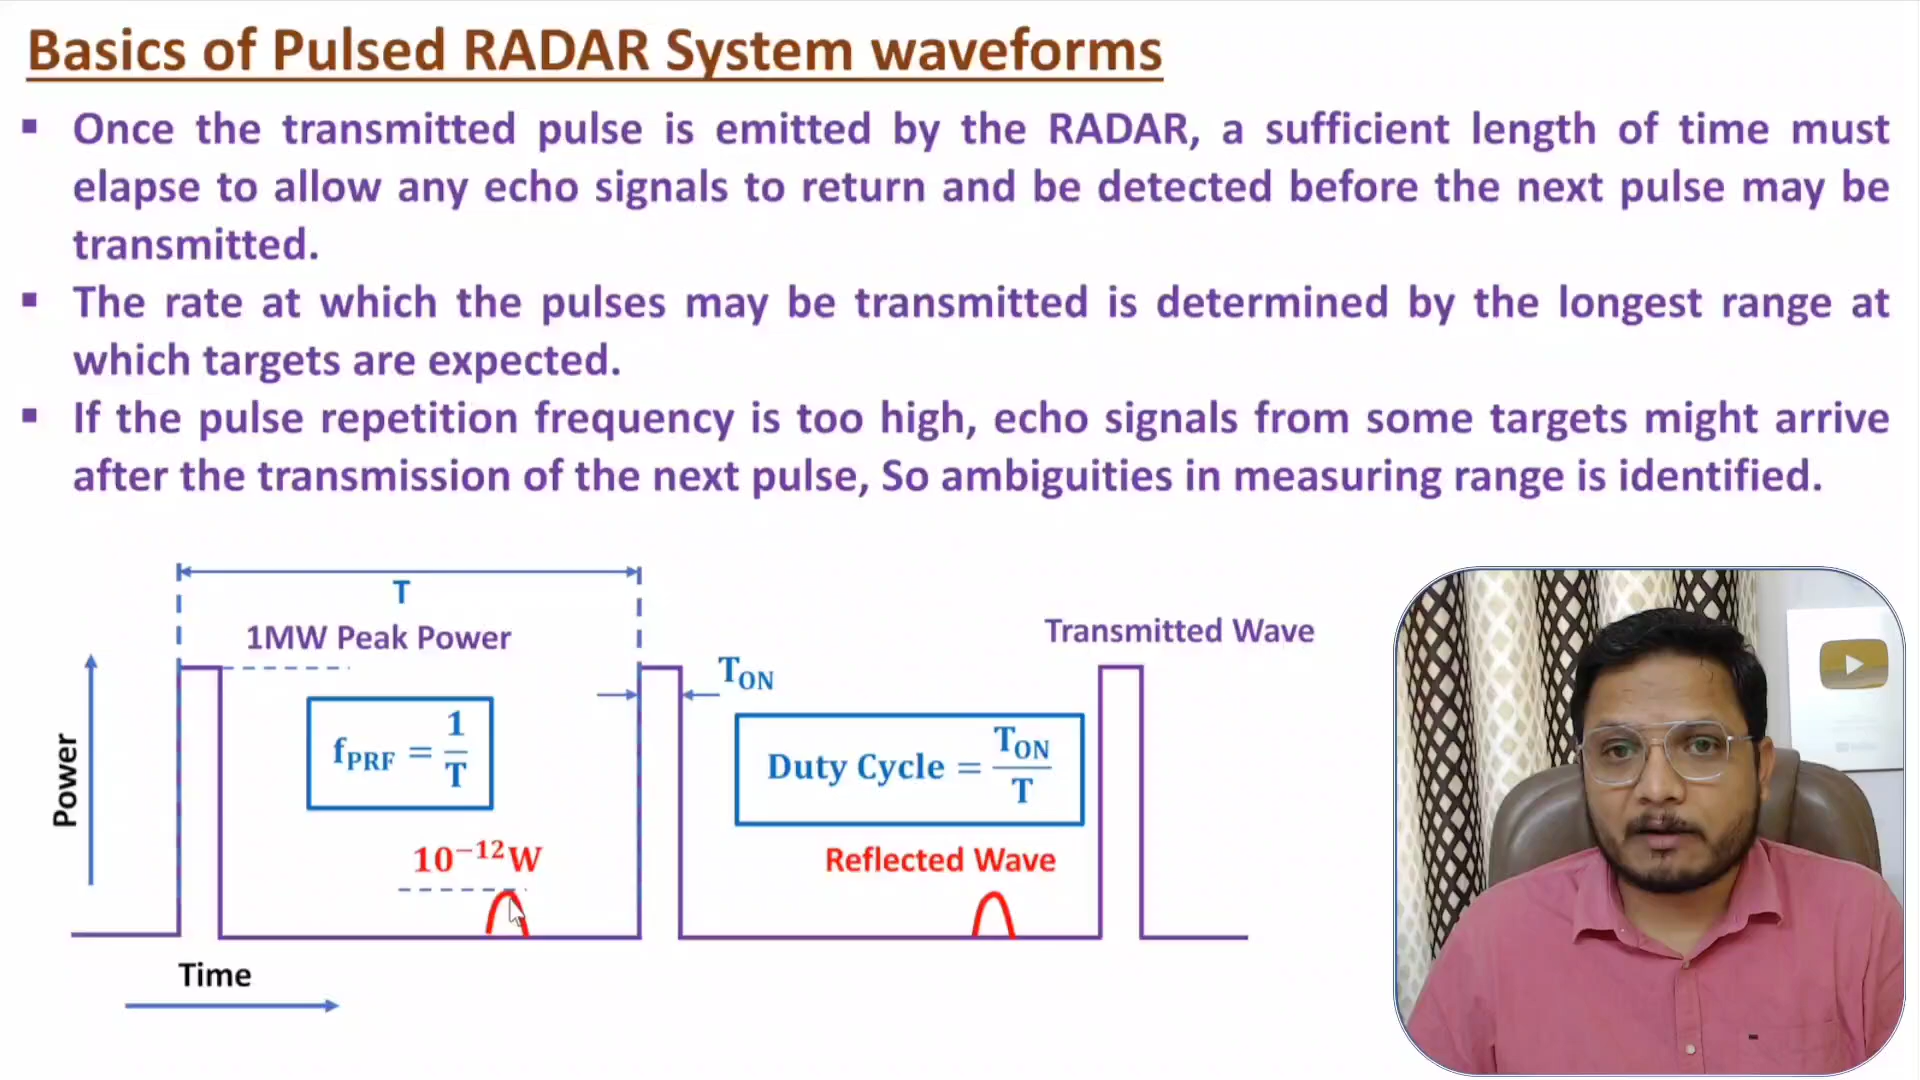 Basics of Pulsed RADAR System waveforms
▪ Once the transmitted pulse is emitted by the RADAR, a sufficient length of time must
elapse to allow any echo signals to return and be detected before the next pulse may be
transmitted.
▪ The rate at which the pulses may be transmitted is determined by the longest range at
which targets are expected.
▪ If the pulse repetition frequency is too high, echo signals from some targets might arrive
after the transmission of the next pulse, So ambiguities in measuring range is identified.
T
1MW Peak Power
Transmitted Wave
T_ON
f_PRF = 1/T
Duty Cycle = T_ON/T
Power
10⁻¹²W
Reflected Wave
Time